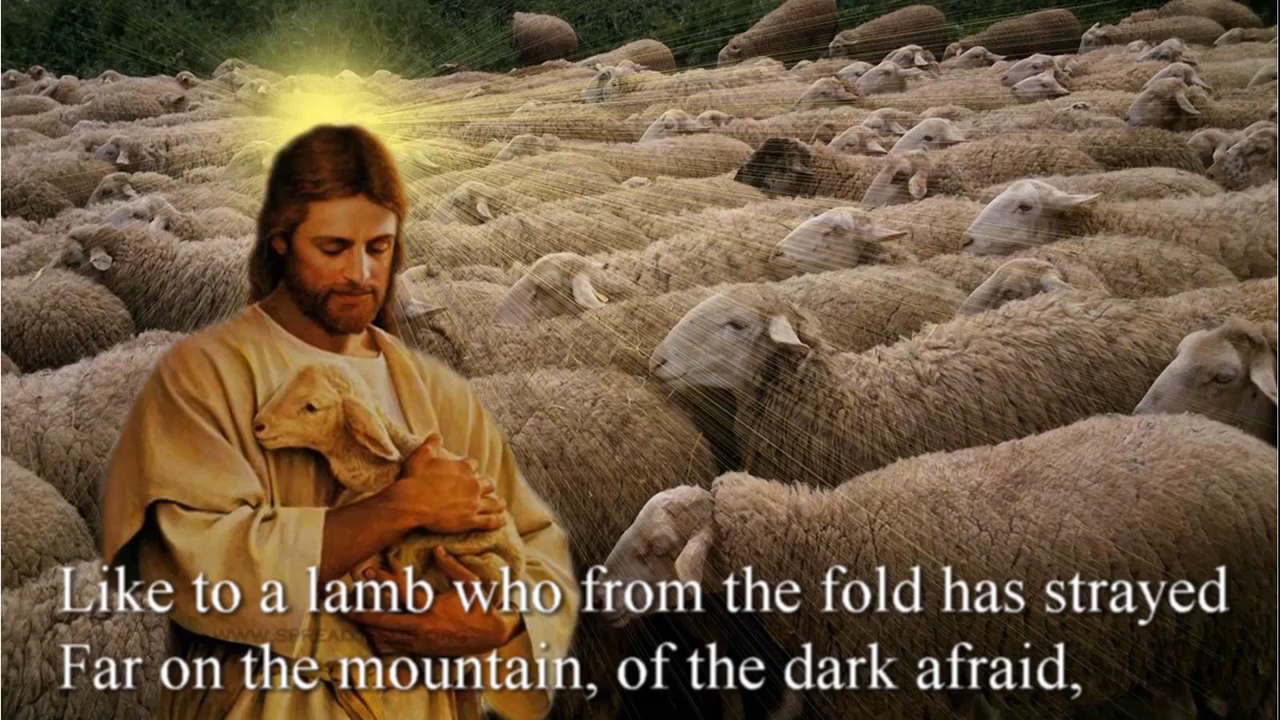 Like to a lamb who from the fold has strayed
Far on the mountain, of the dark afraid,